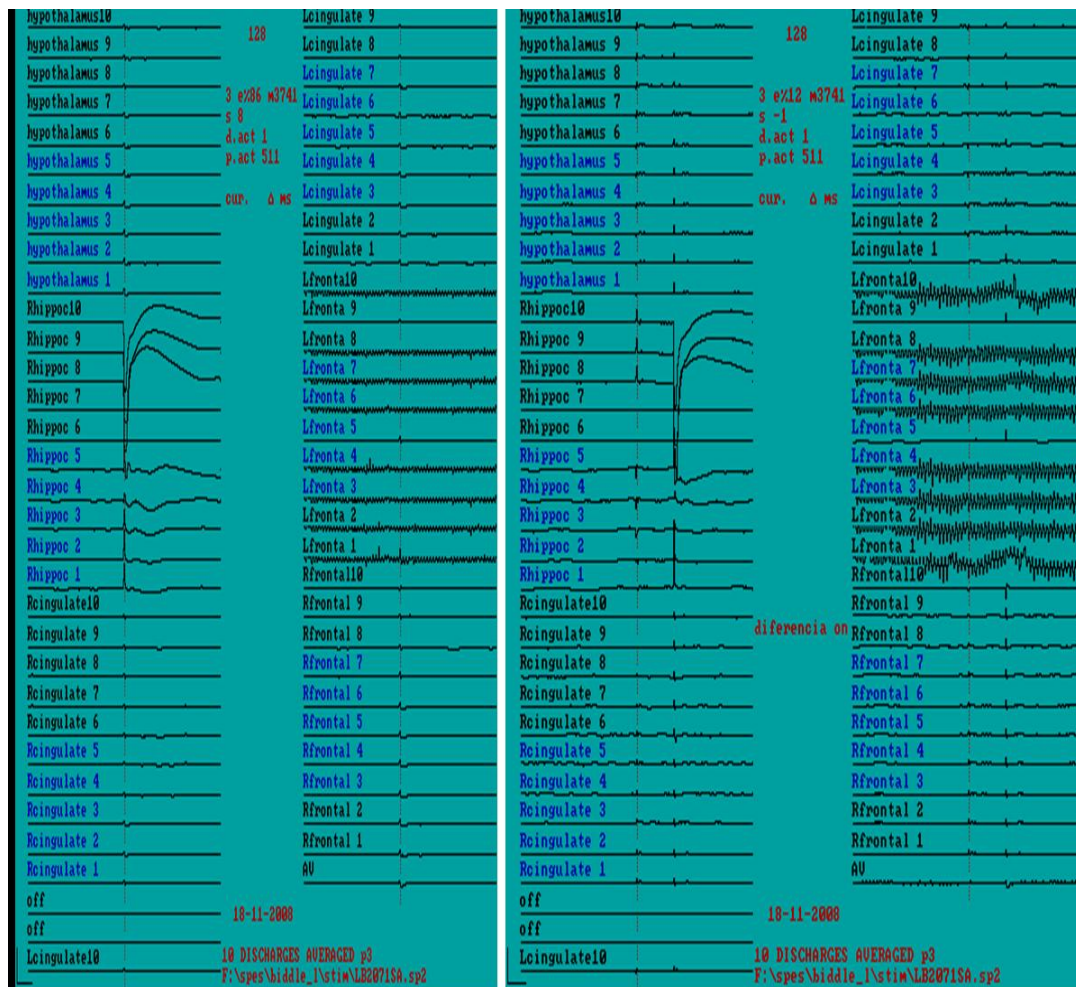 hypothalamus10
hypothalamus 9
hypothalamus 8
hypothalamus 7
hypothalamus 6
hypothalamus 5
hypothalamus 4
hypothalamus 3
hypothalamus 2
hypothalamus 1
Rhippoc10
Rhippoc 9
Rhippoc 8
Rhippoc 7
Rhippoc 6
Rhippoc 5
Rhippoc 4
Rhippoc 3
Rhippoc 2
Rhippoc 1
Rcingulate10
Rcingulate 9
Rcingulate 8
Rcingulate 7
Rcingulate 6
Rcingulate 5
Rcingulate 4
Rcingulate 3
Rcingulate 2
Rcingulate 1
off
off
Lcingulate10
128
3 e%86 m3741
s 8
d.act 1
p.act 511
cur. Δ ms
18-11-2008
10 DISCHARGES AVERAGED p3
F:\spes\biddle_l\stim\LB2071SA.sp2
Lcingulate 9
Lcingulate 8
Lcingulate 7
Lcingulate 6
Lcingulate 5
Lcingulate 4
Lcingulate 3
Lcingulate 2
Lcingulate 1
Lfronta10
Lfronta 9
Lfronta 8
Lfronta 7
Lfronta 6
Lfronta 5
Lfronta 4
Lfronta 3
Lfronta 2
Lfronta 1
Rfrontal10
Rfrontal 9
Rfrontal 8
Rfrontal 7
Rfrontal 6
Rfrontal 5
Rfrontal 4
Rfrontal 3
Rfrontal 2
Rfrontal 1
AV
hypothalamus10
hypothalamus 9
hypothalamus 8
hypothalamus 7
hypothalamus 6
hypothalamus 5
hypothalamus 4
hypothalamus 3
hypothalamus 2
hypothalamus 1
Rhippoc10
Rhippoc 9
Rhippoc 8
Rhippoc 7
Rhippoc 6
Rhippoc 5
Rhippoc 4
Rhippoc 3
Rhippoc 2
Rhippoc 1
Rcingulate10
Rcingulate 9
Rcingulate 8
Rcingulate 7
Rcingulate 6
Rcingulate 5
Rcingulate 4
Rcingulate 3
Rcingulate 2
Rcingulate 1
off
off
Lcingulate10
128
3 e%12 m3741
s -1
d.act 1
p.act 511
cur. Δ ms
diferencia on
18-11-2008
10 DISCHARGES AVERAGED p3
F:\spes\biddle_l\stim\LB2071SA.sp2
Lcingulate 9
Lcingulate 8
Lcingulate 7
Lcingulate 6
Lcingulate 5
Lcingulate 4
Lcingulate 3
Lcingulate 2
Lcingulate 1
Lfronta10
Lfronta 9
Lfronta 8
Lfronta 7
Lfronta 6
Lfronta 5
Lfronta 4
Lfronta 3
Lfronta 2
Lfronta 1
Rfrontal10
Rfrontal 9
Rfrontal 8
Rfrontal 7
Rfrontal 6
Rfrontal 5
Rfrontal 4
Rfrontal 3
Rfrontal 2
Rfrontal 1
AV